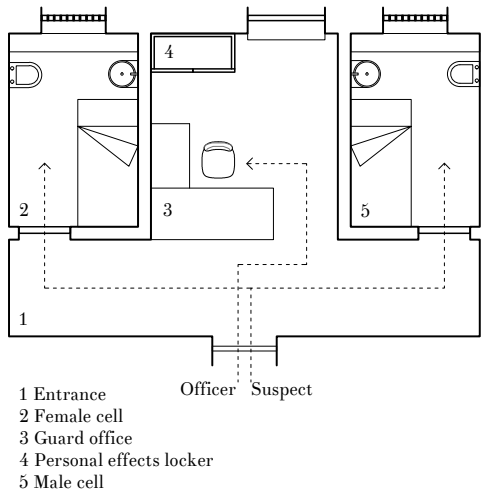 4
2
3
5
1
Officer Suspect
1 Entrance
2 Female cell
3 Guard office
4 Personal effects locker
5 Male cell